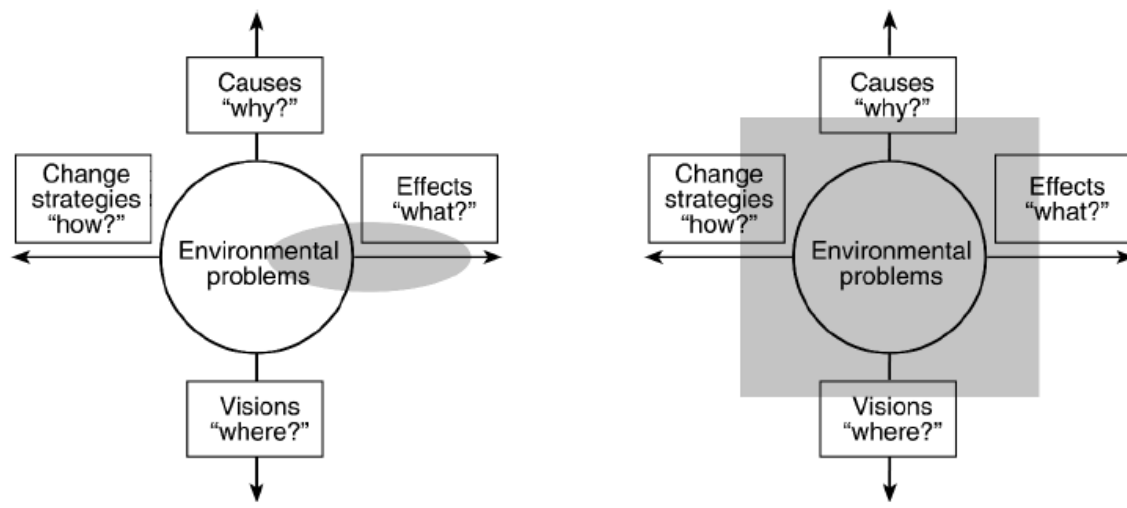 Causes
“why?”
Change
strategies
“how?”
Effects
“what?”
Environmental
problems
Visions
“where?”
Causes
“why?”
Change
strategies
“how?”
Effects
“what?”
Environmental
problems
Visions
“where?”